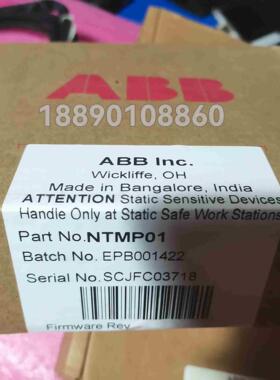 ABB
18890108860
ABB Inc.
Wickliffe, OH
Made in Bangalore, India
ATTENTION Static Sensitive Devices
Handle Only at Static Safe Work Stations
Part No.NTMP01
Batch No. EPB001422
Serial No.SCJFC03718
Firmware Rev